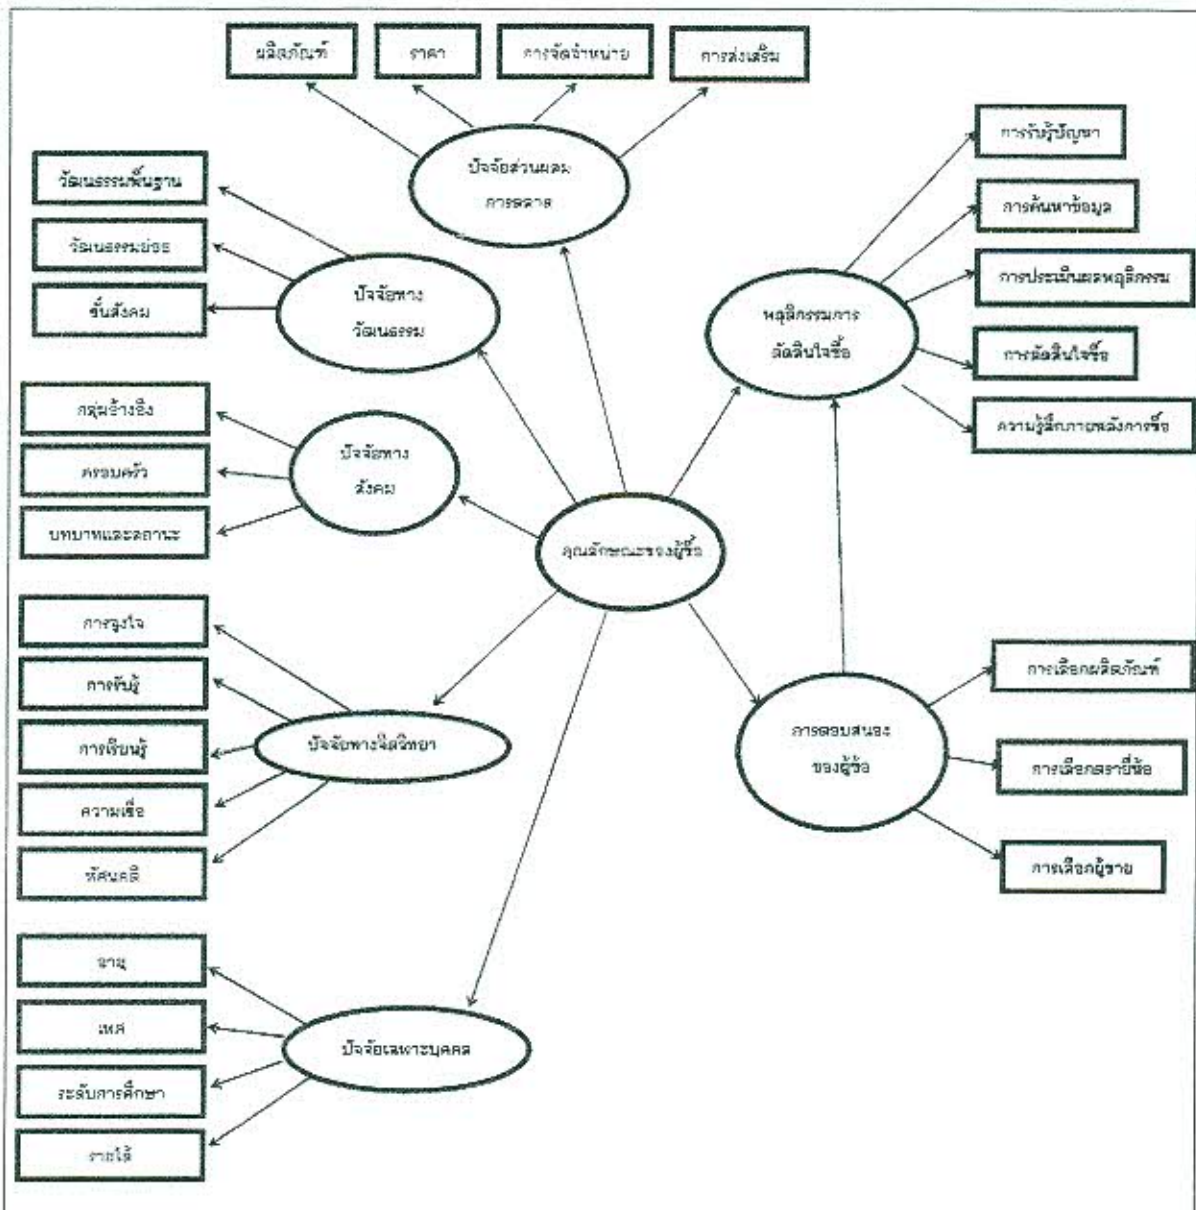 ผลิตภัณฑ์
ราคา
การจัดจำหน่าย
การส่งเสริม
ปัจจัยส่วนผสม
การตลาด
วัฒนธรรมพื้นฐาน
วัฒนธรรมย่อย
ชั้นสังคม
ปัจจัยทาง
วัฒนธรรม
การรับรู้ปัญหา
การค้นหาข้อมูล
การประเมินผลพฤติกรรม
การตัดสินใจซื้อ
ความรู้สึกภายหลังการซื้อ
พฤติกรรมการ
ตัดสินใจซื้อ
กลุ่มอ้างอิง
ครอบครัว
บทบาทและสถานะ
ปัจจัยทาง
สังคม
คุณลักษณะของผู้ซื้อ
การจูงใจ
การรับรู้
การเรียนรู้
ความเชื่อ
ทัศนคติ
ปัจจัยทางจิตวิทยา
การตอบสนอง
ของผู้ซื้อ
การเลือกผลิตภัณฑ์
การเลือกตรายี่ห้อ
การเลือกผู้ขาย
อายุ
เพศ
ระดับการศึกษา
รายได้
ปัจจัยเฉพาะบุคคล